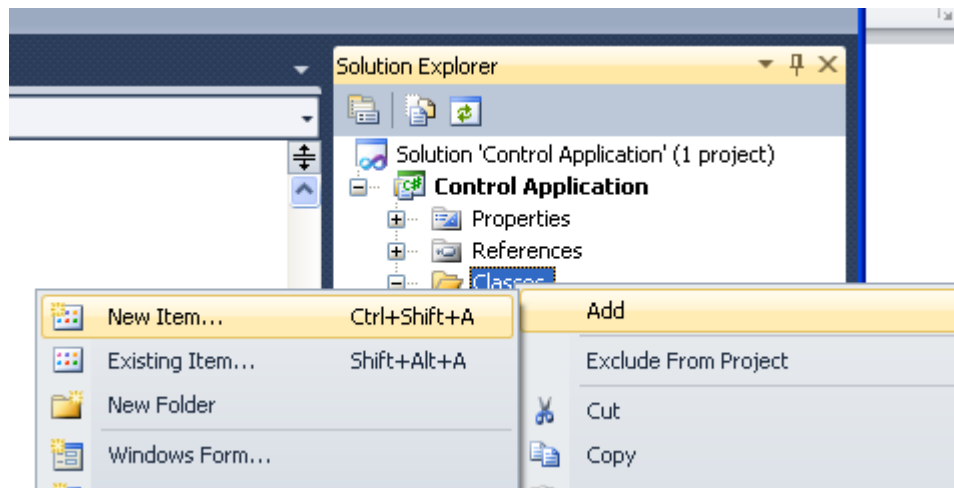 Solution Explorer
Solution 'Control Application' (1 project)
Control Application
Properties
References
Classes
New Item... Ctrl+Shift+A
Existing Item... Shift+Alt+A
New Folder
Windows Form...
Add
Exclude From Project
Cut
Copy